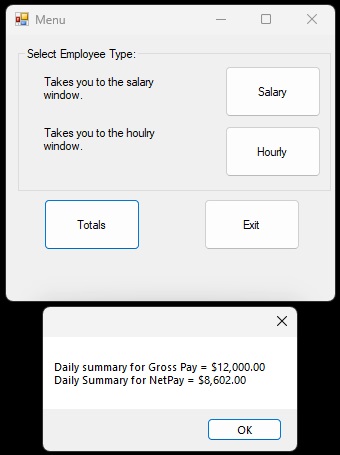 Menu
Select Employee Type:
Takes you to the salary
window.
Salary
Takes you to the houlry
window.
Hourly
Totals
Exit
Daily summary for Gross Pay = $12,000.00
Daily Summary for NetPay = $8,602.00
OK